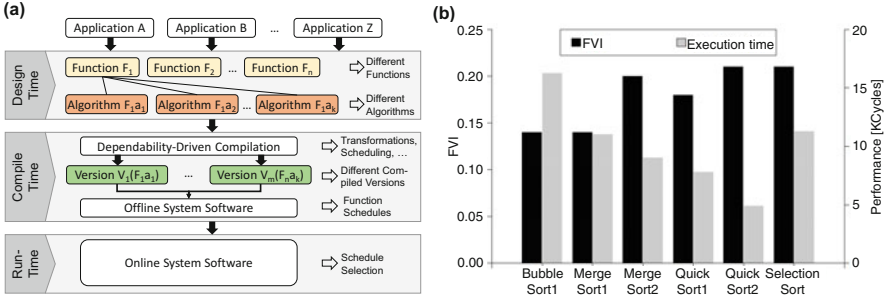 (a)
Application A
Application B
...
Application Z
Design
Time
Function F1
Function F2
...
Function Fn
Different
Functions
Algorithm F1a1
Algorithm F1a2
...
Algorithm F1ak
Different
Algorithms
Compile
Time
Dependability-Driven Compilation
Transformations,
Scheduling, ...
Version V1(F1a1)
...
Version Vm(Fnak)
Different Com-
piled Versions
Offline System Software
Function
Schedules
Run-
Time
Online System Software
Schedule
Selection
(b)
FVI
Execution time
FVI
0.25
0.20
0.15
0.10
0.05
0.00
Performance [KCycles]
20
15
10
5
0
Bubble
Sort1
Merge
Sort1
Merge
Sort2
Quick
Sort1
Quick
Sort2
Selection
Sort